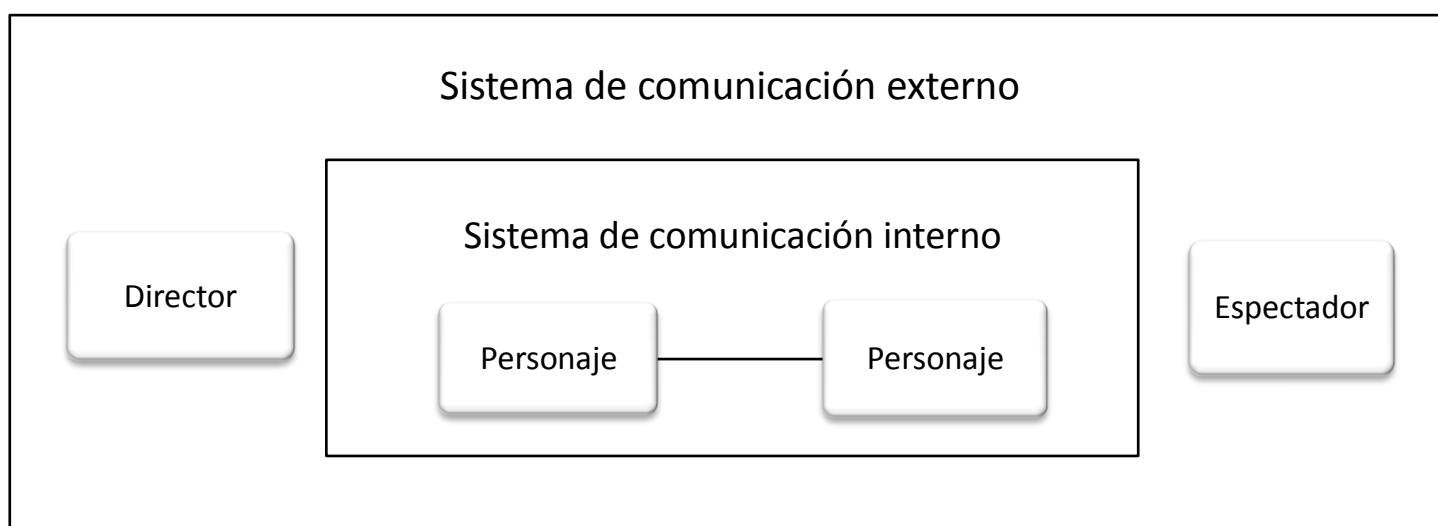 Sistema de comunicación externo
Sistema de comunicación interno
Director
Espectador
Personaje
Personaje